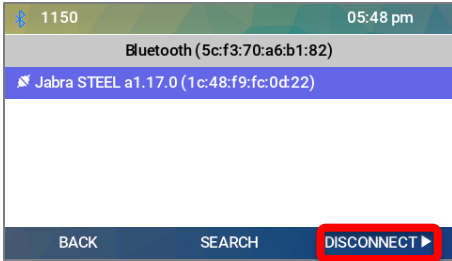 1150 05:48 pm
Bluetooth (5c:f3:70:a6:b1:82)
Jabra STEEL a1.17.0 (1c:48:f9:fc:0d:22)
BACK SEARCH DISCONNECT